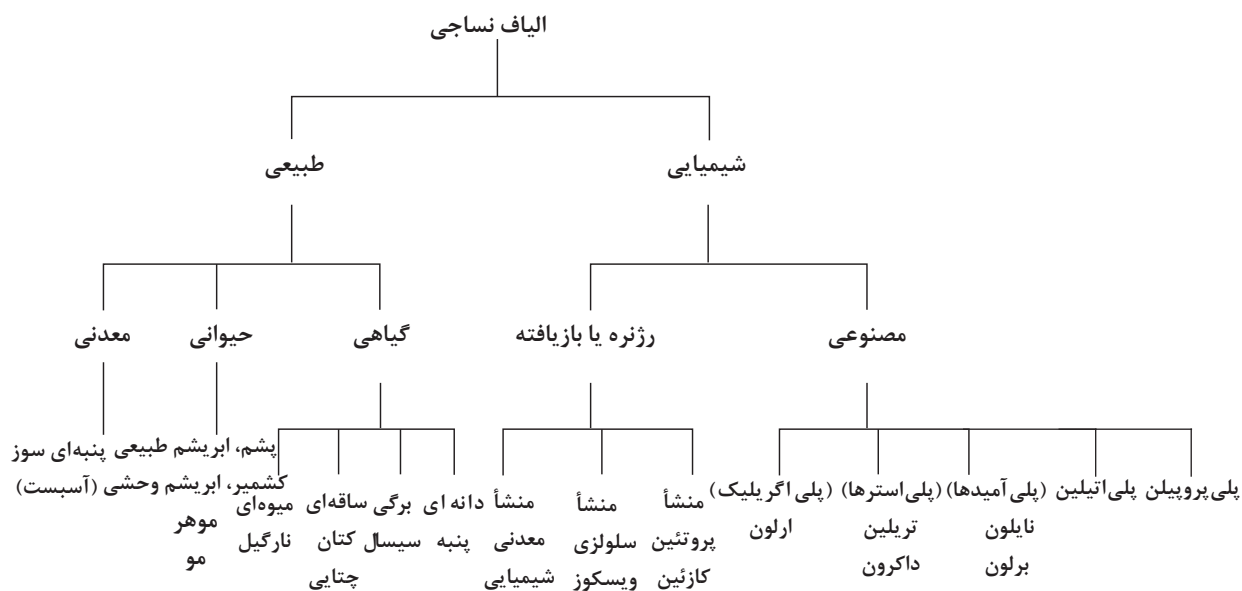 الیاف نساجی
شیمیایی
طبیعی
مصنوعی
رژنره یا بازیافته
گیاهی
حیوانی
معدنی
پلی‌پروپیلن
پلی‌اتیلین
(پلی‌آمیدها)
نایلون
برلون
(پلی‌استرها)
تریلین
داکرون
(پلی اگریلیک)
ارلون
منشأ
پروتئین
کازئین
منشأ
سلولزی
ویسکوز
منشأ
معدنی
شیمیایی
دانه ای
پنبه
برگی
سیسال
ساقه‌ای
کتان
چتایی
میوه‌ای
نارگیل
پشم، ابریشم طبیعی
کشمیر، ابریشم وحشی
موهر
مو
پنبه‌ای سوز
(آسبست)